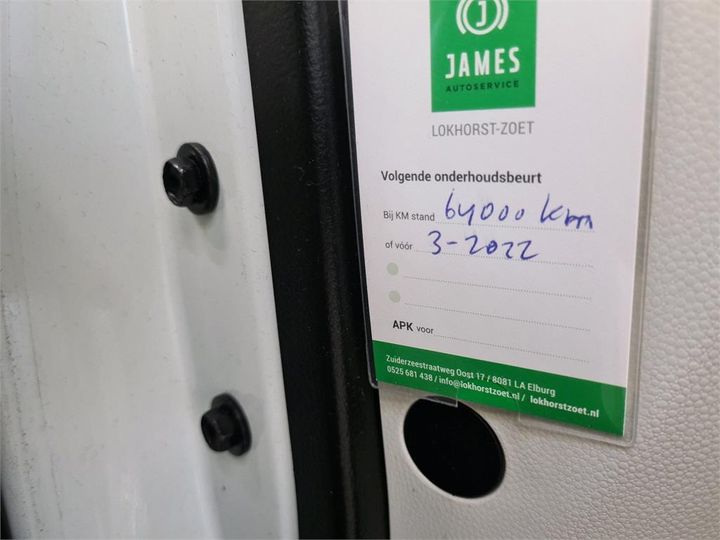 J
JAMES
AUTOSERVICE
LOKHORST-ZOET
Volgende onderhoudsbeurt
Bij KM stand 64000 km
of vóór 3-2022
APK voor
Zuiderzeestraatweg Oost 17 / 8081 LA Elburg
0525 681 438 / info@lokhorstzoet.nl / lokhorstzoet.nl